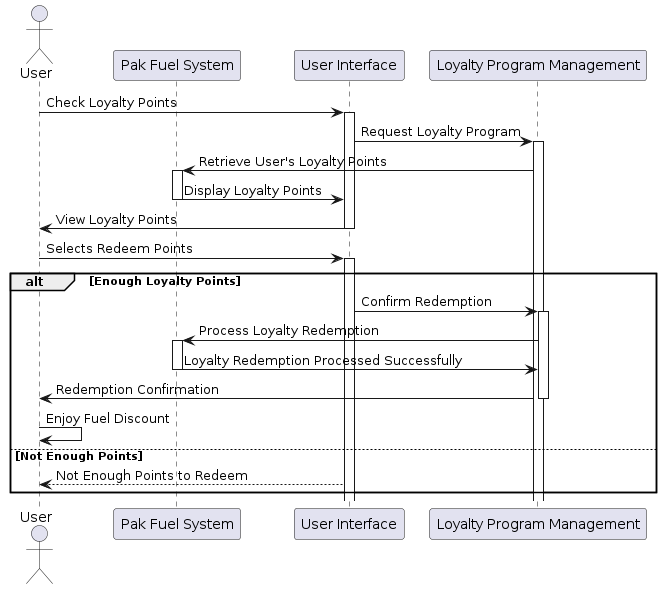 User
Pak Fuel System
User Interface
Loyalty Program Management
Check Loyalty Points
Request Loyalty Program
Retrieve User's Loyalty Points
Display Loyalty Points
View Loyalty Points
Selects Redeem Points
alt
[Enough Loyalty Points]
Confirm Redemption
Process Loyalty Redemption
Loyalty Redemption Processed Successfully
Redemption Confirmation
Enjoy Fuel Discount
[Not Enough Points]
Not Enough Points to Redeem
User
Pak Fuel System
User Interface
Loyalty Program Management